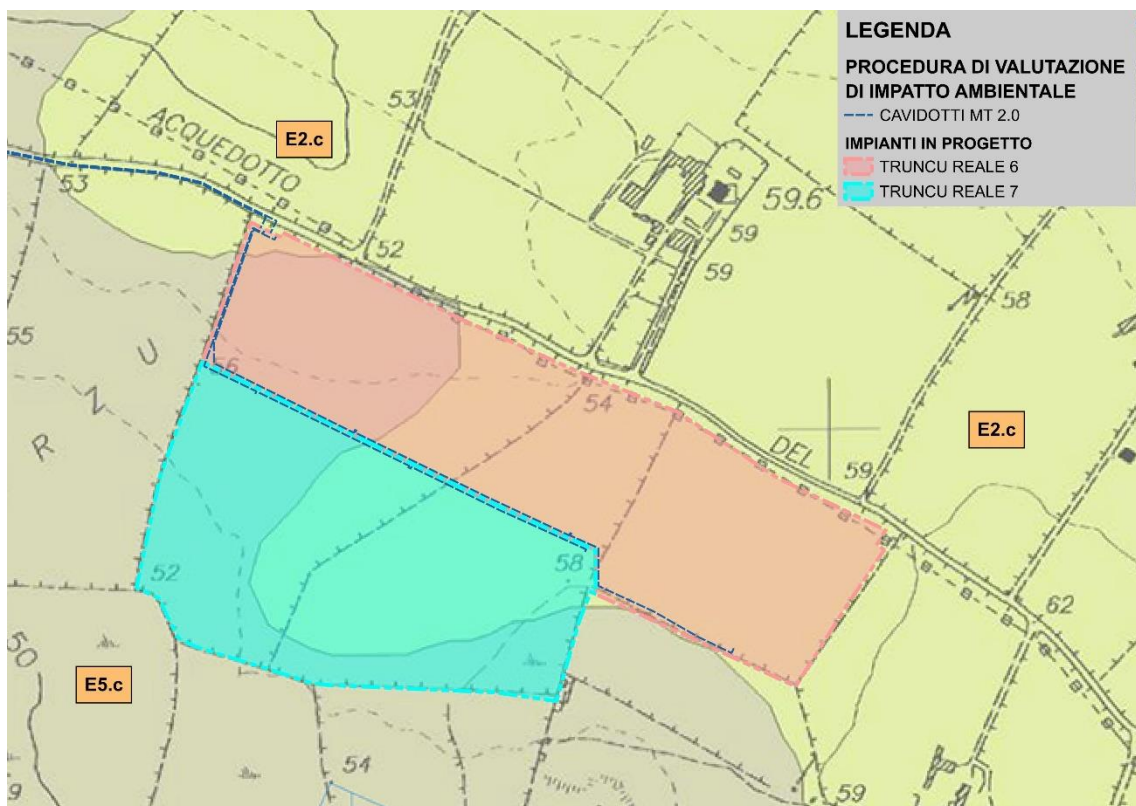 LEGENDA
PROCEDURA DI VALUTAZIONE
DI IMPATTO AMBIENTALE
CAVIDOTTI MT 2.0
IMPIANTI IN PROGETTO
TRUNCU REALE 6
TRUNCU REALE 7
53
ACQUEDOTTO
E2.c
53
52
59.6
59
59
58
55
U
56
N
R
54
DEL
E2.c
59
52
58
62
50
E5.c
54
59
9